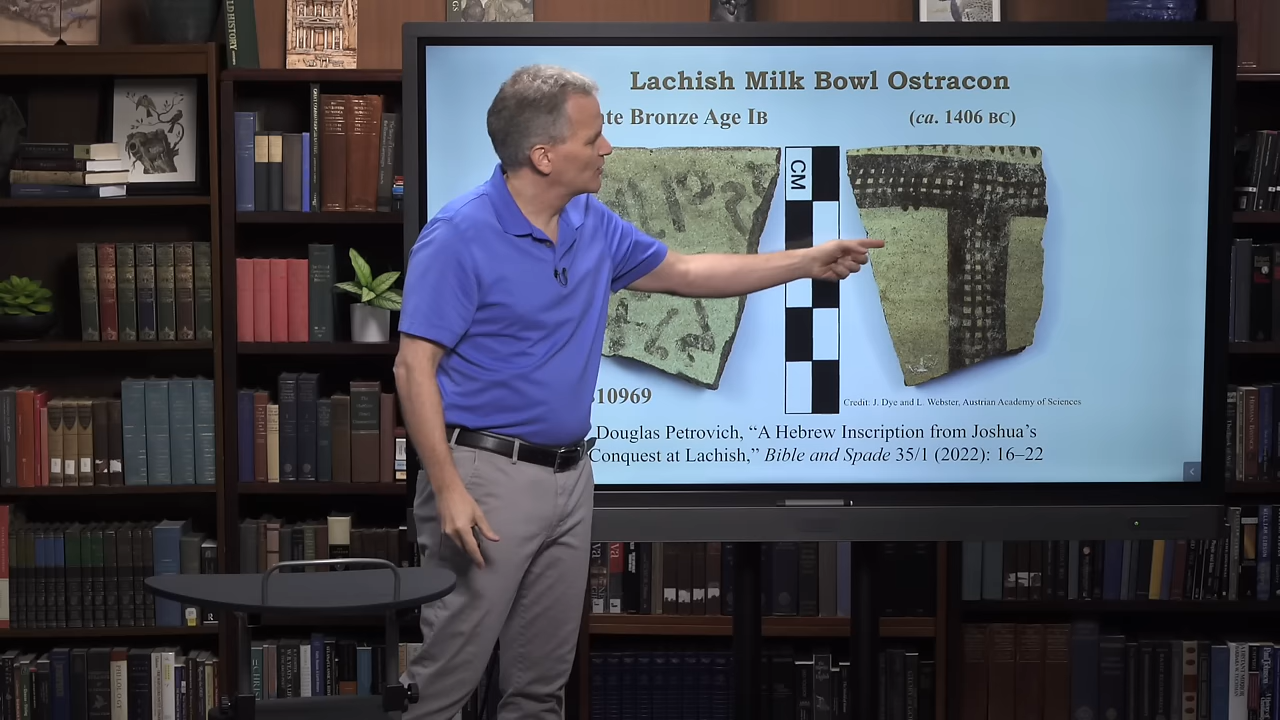 Lachish Milk Bowl Ostracon
te Bronze Age IB
(ca. 1406 BC)
CM
10969
Credit: J. Dye and L. Webster, Austrian Academy of Sciences
Douglas Petrovich, “A Hebrew Inscription from Joshua’s
Conquest at Lachish,” Bible and Spade 35/1 (2022): 16–22